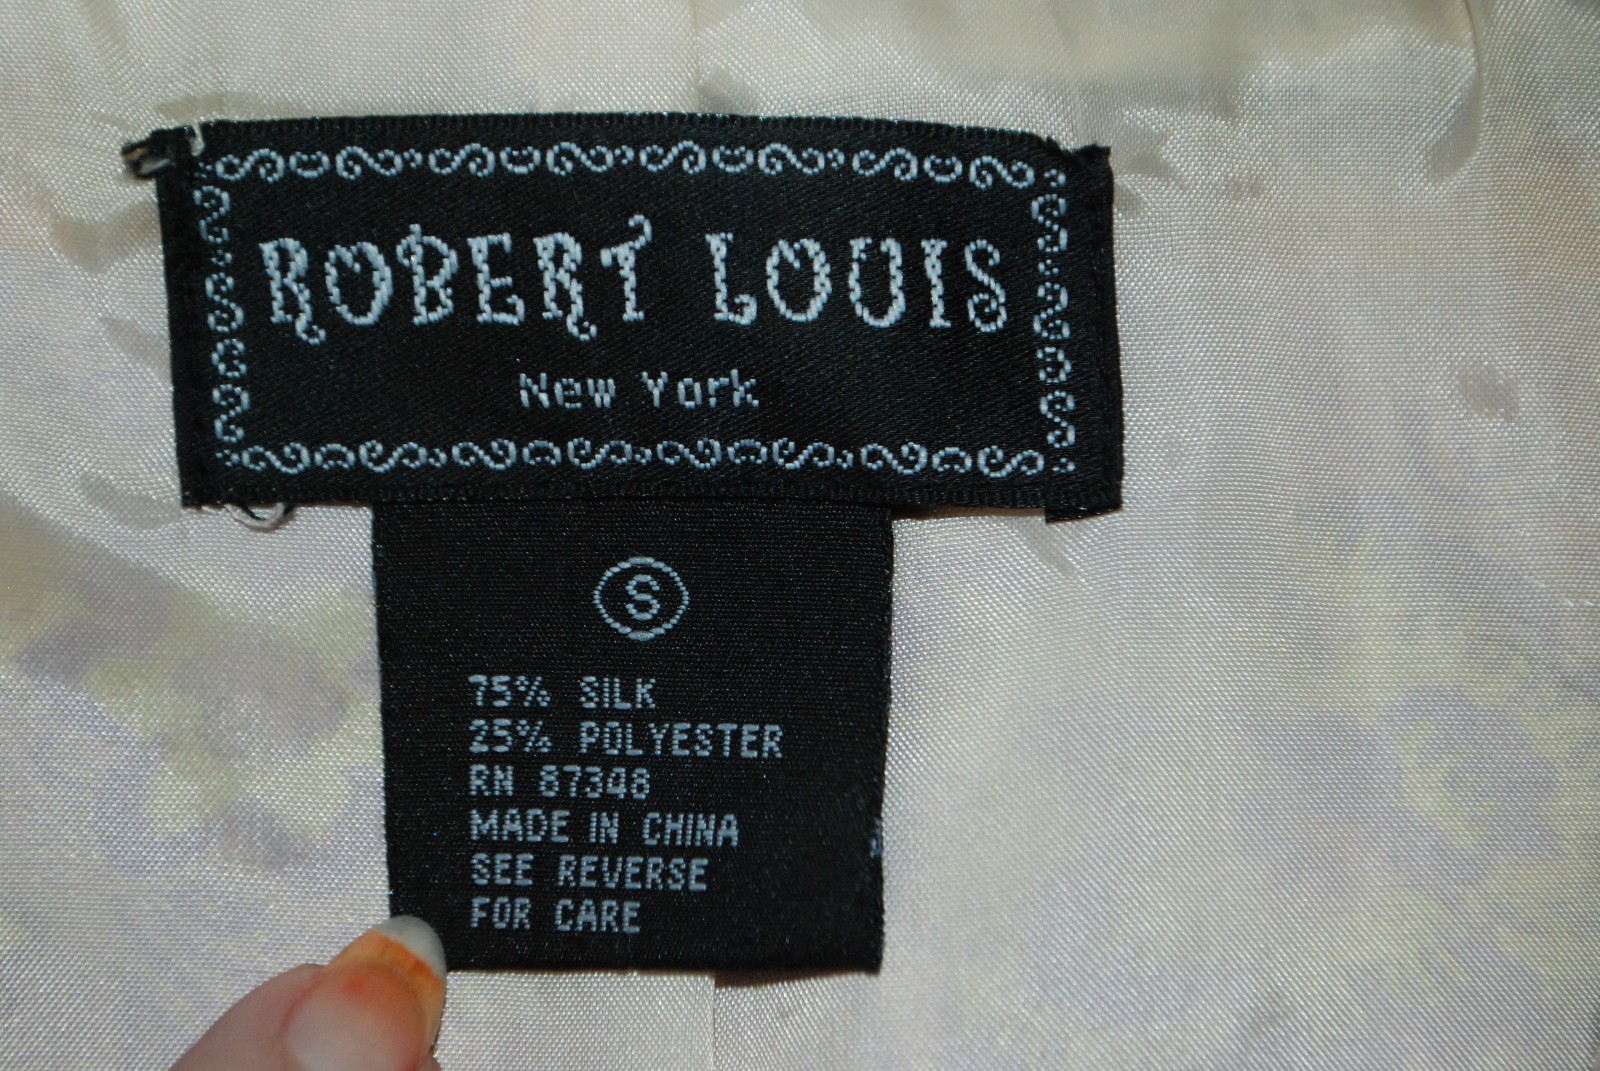 ROBERT LOUIS
New York
S
75% SILK
25% POLYESTER
RN 87348
MADE IN CHINA
SEE REVERSE
FOR CARE